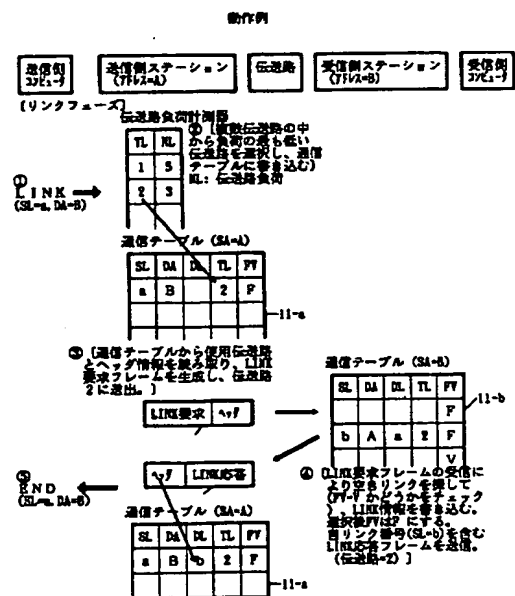 動作例
送信側
コンピュータ
送信側ステーション
(アドレス=A)
伝送路
受信側ステーション
(アドレス=B)
受信側
コンピュータ
[リンクフェーズ]
伝送路負荷計測器
TL NL
1 5
2 3
② [複数伝送路の中
から負荷の最も低い
伝送路を選択し、通信
テーブルに書き込む)
NL: 伝送路負荷
①
LINK
(SL=a, DA=B)
通信テーブル (SA=A)
SL DA DL TL FV
a B 2 F
11-a
③ [通信テーブルから使用伝送路
とヘッダ情報を読み取り、LINK
要求フレームを生成し、伝送路
2に送出。]
通信テーブル (SA=B)
SL DA DL TL FV
F
b A a 2 F
V
11-b
LINK要求 ヘッダ
ヘッダ LINK応答
⑤
END
(SL=a, DA=B)
④ [LINK要求フレームの受信に
より空きリンクを探して
(FV=Vかどうかをチェック
)、LINK情報を書き込む。
選択後FVはFにする。
自リンク番号(SL=b)を含む
LINK応答フレームを送信。
(伝送路=2) ]
通信テーブル (SA=A)
SL DA DL TL FV
a B b 2 F
11-a